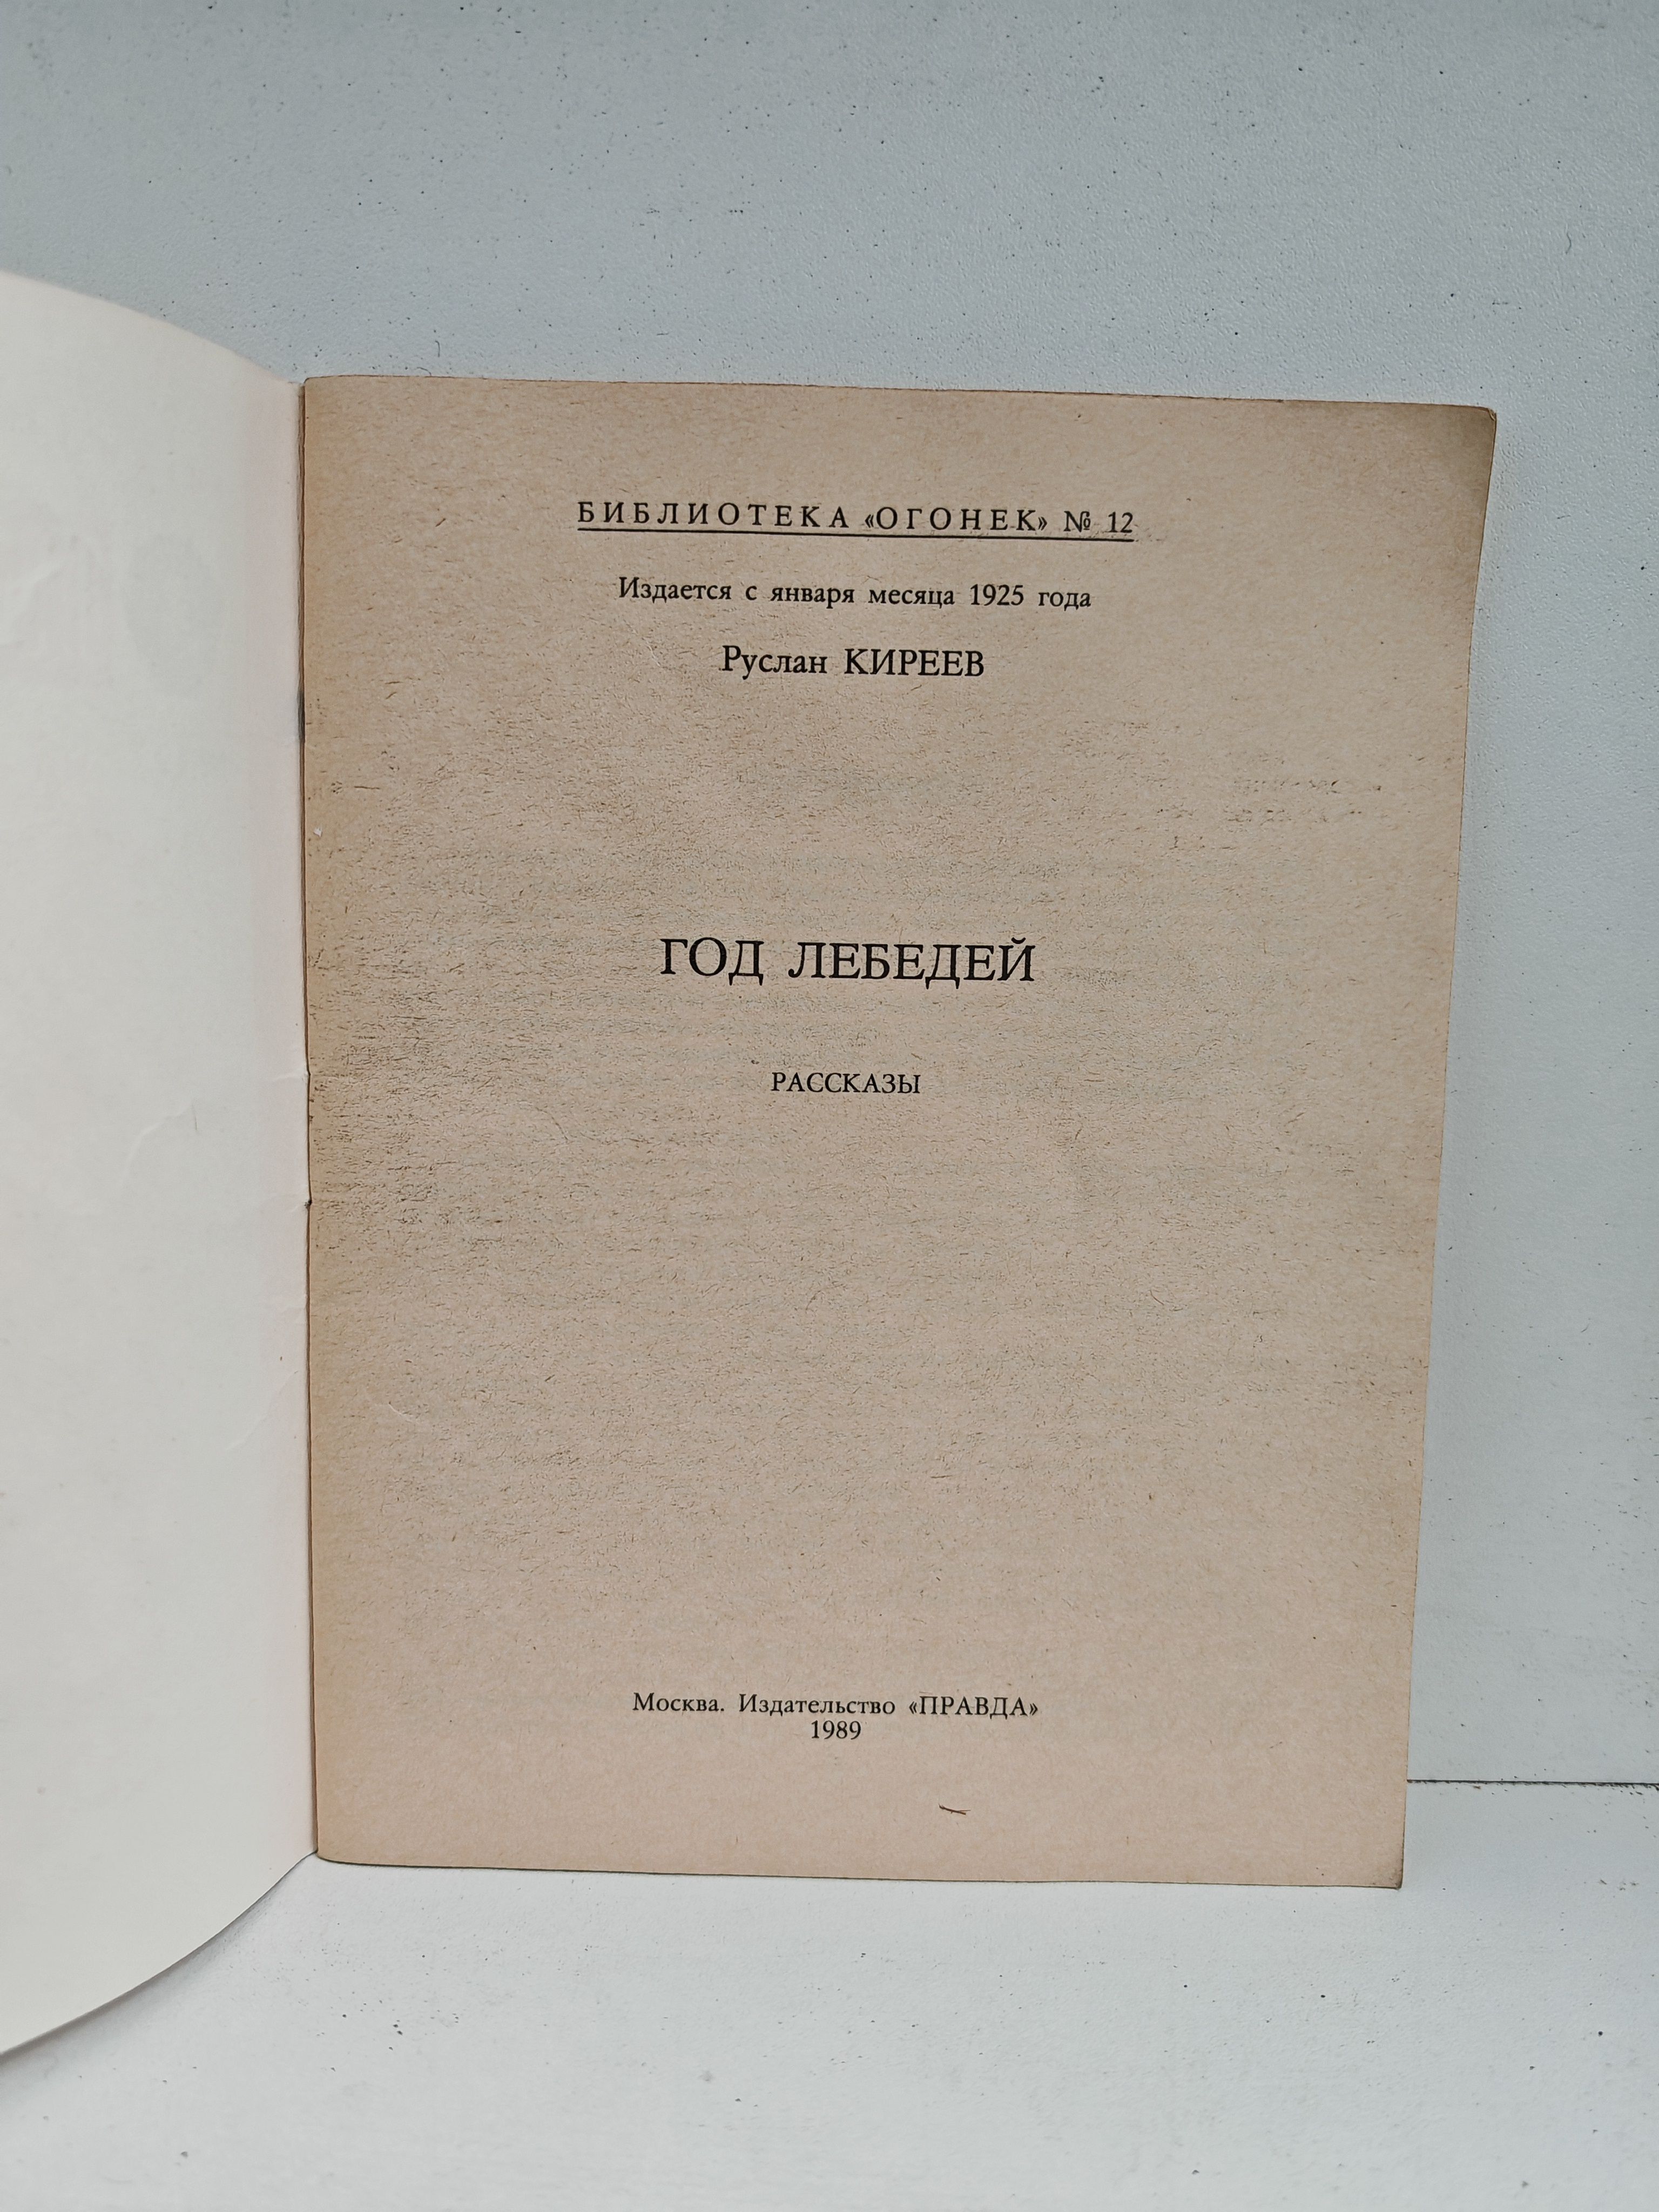 БИБЛИОТЕКА «ОГОНЕК» № 12
Издается с января месяца 1925 года
Руслан КИРЕЕВ
ГОД ЛЕБЕДЕЙ
РАССКАЗЫ
Москва. Издательство «ПРАВДА»
1989